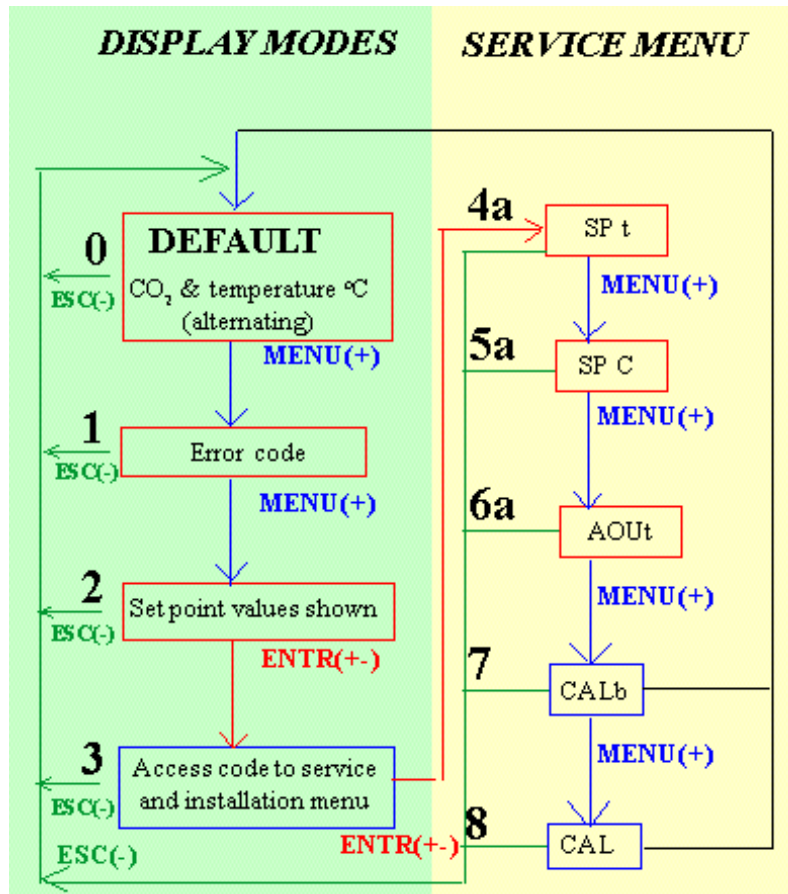 DISPLAY MODES
SERVICE MENU
0
ESC(-)
DEFAULT
CO₂ & temperature °C
(alternating)
MENU(+)
1
ESC(-)
Error code
MENU(+)
2
ESC(-)
Set point values shown
ENTR(+-)
3
ESC(-)
Access code to service
and installation menu
ENTR(+-)
ESC(-)
4a
SP t
MENU(+)
5a
SP C
MENU(+)
6a
AOUt
MENU(+)
7
CALb
MENU(+)
8
CAL